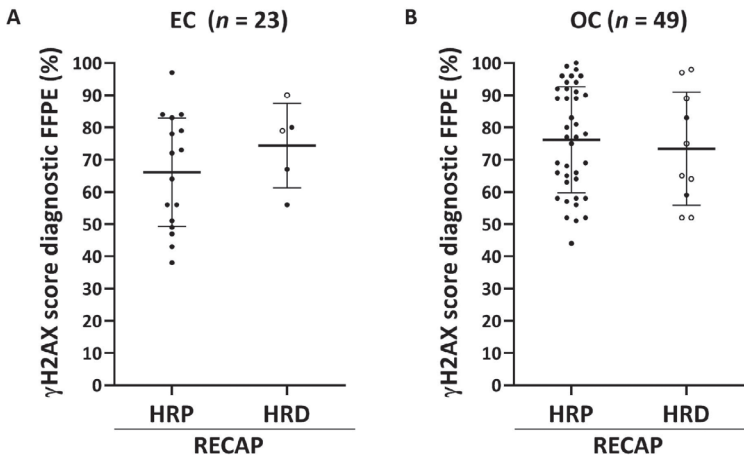 A
EC (n = 23)
γH2AX score diagnostic FFPE (%)
100
90
80
70
60
50
40
30
20
10
0
HRP HRD
RECAP
B
OC (n = 49)
γH2AX score diagnostic FFPE (%)
100
90
80
70
60
50
40
30
20
10
0
HRP HRD
RECAP